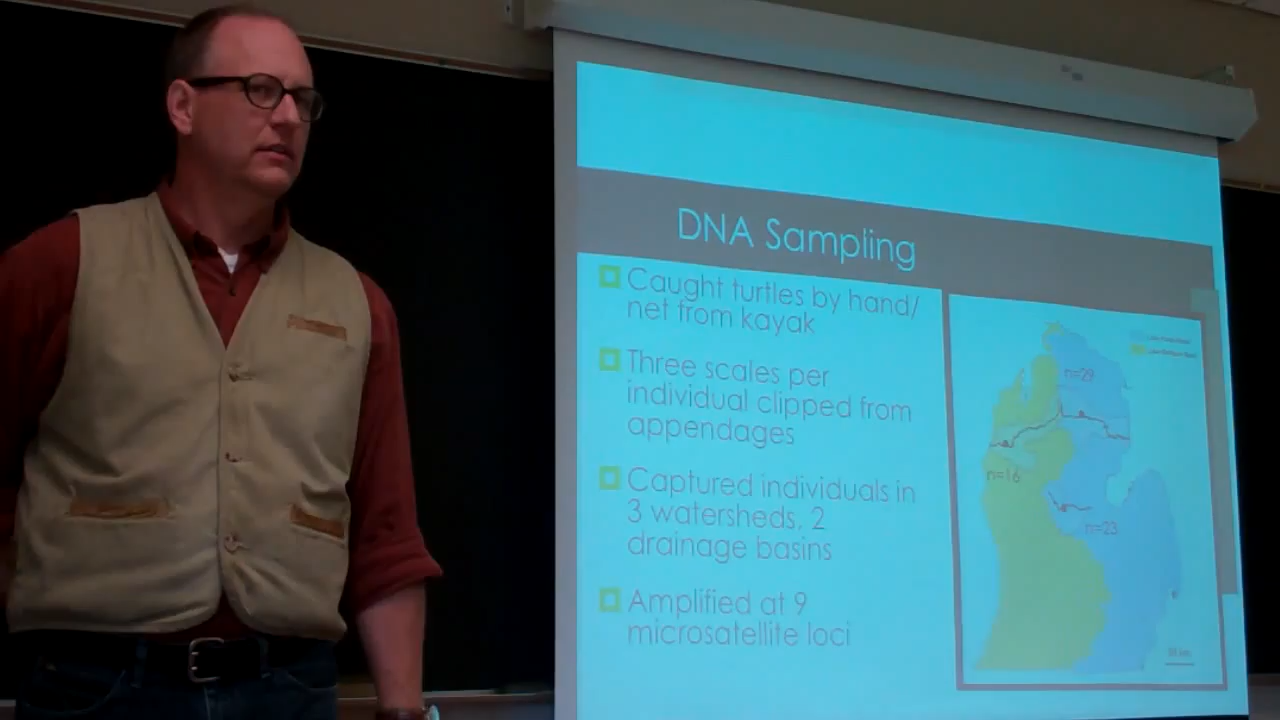 DNA Sampling
Caught turtles by hand/
net from kayak
Three scales per
individual clipped from
appendages
Captured individuals in
3 watersheds, 2
drainage basins
Amplified at 9
microsatellite loci
n=29
n=16
n=23